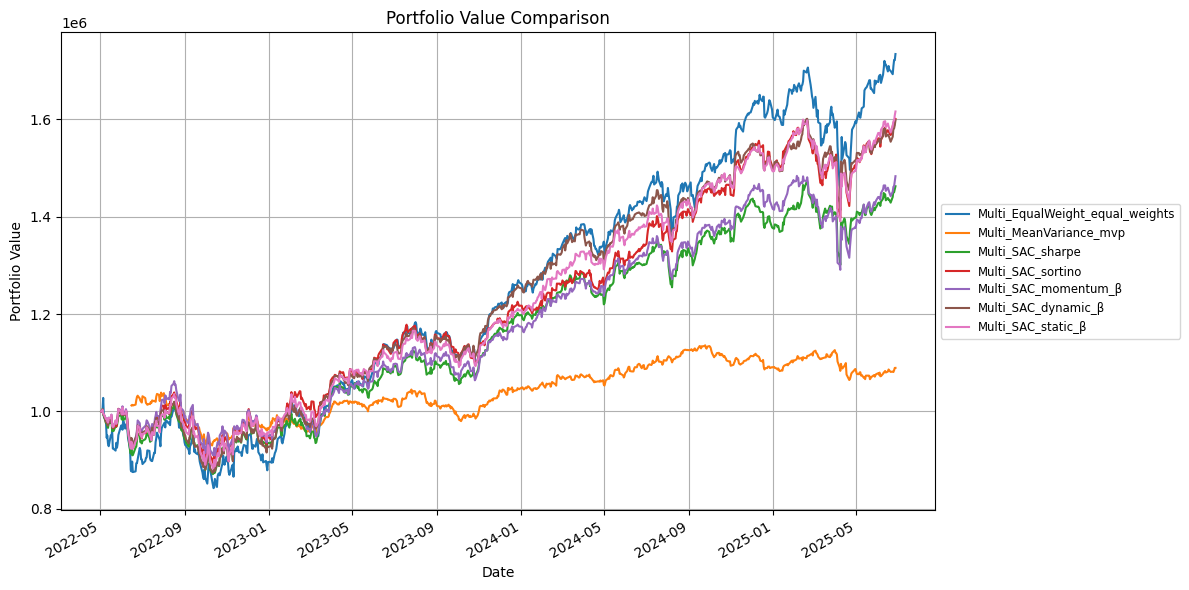 Portfolio Value Comparison
1e6
Portfolio Value
1.6
1.4
1.2
1.0
0.8
2022-05
2022-09
2023-01
2023-05
2023-09
2024-01
2024-05
2024-09
2025-01
2025-05
Date
Multi_EqualWeight_equal_weights
Multi_MeanVariance_mvp
Multi_SAC_sharpe
Multi_SAC_sortino
Multi_SAC_momentum_β
Multi_SAC_dynamic_β
Multi_SAC_static_β